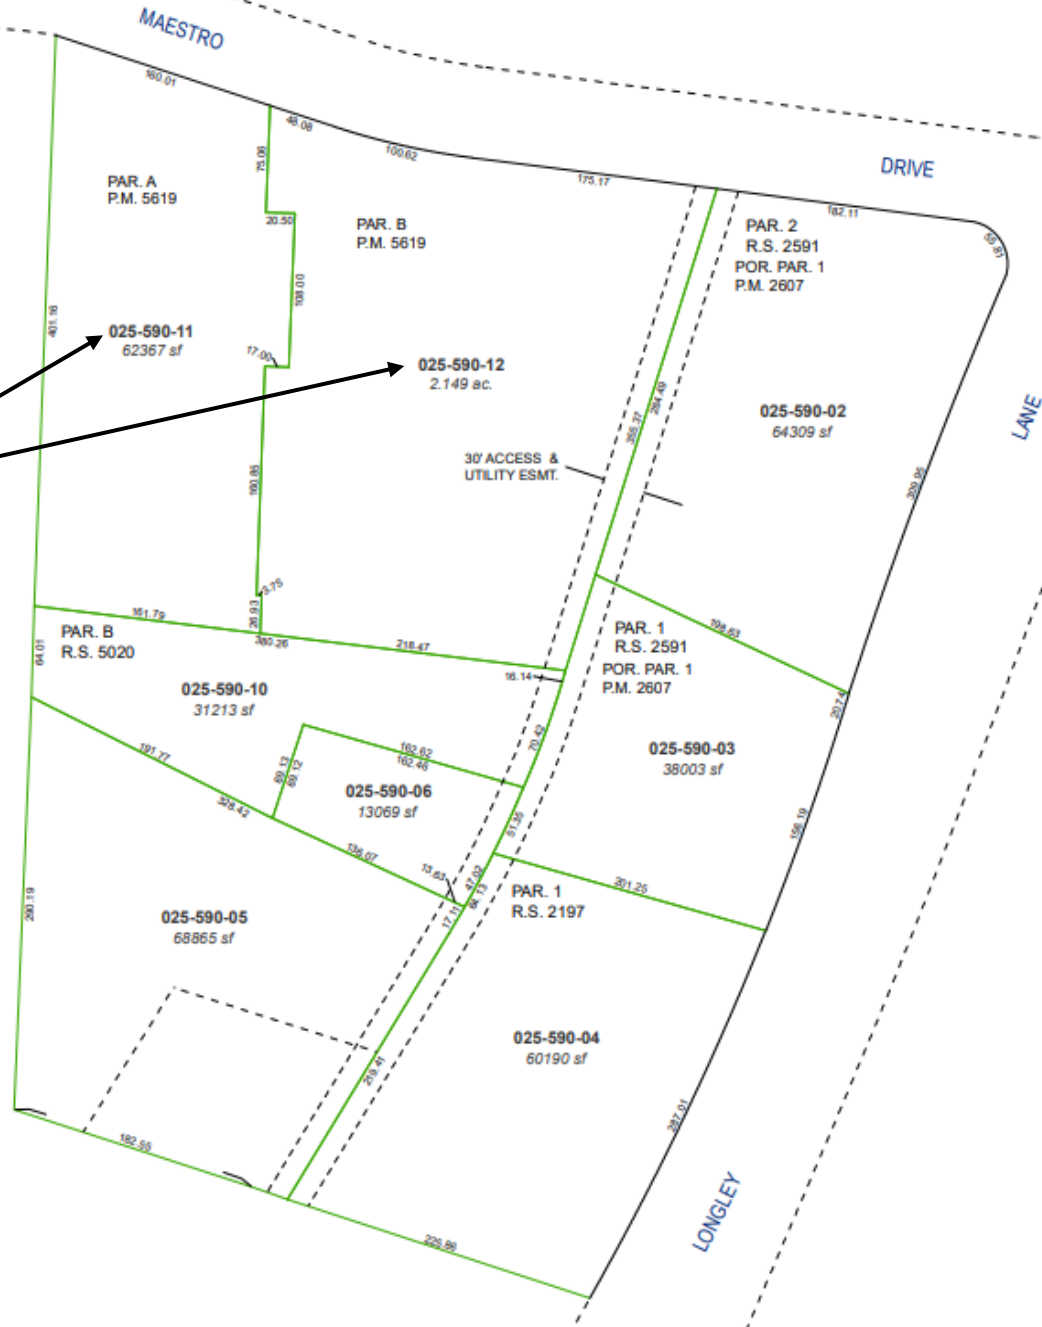 MAESTRO
160.01
48.08
100.62
175.17
DRIVE
182.11
55.81
75.06
PAR. A
P.M. 5619
20.50
PAR. B
P.M. 5619
PAR. 2
R.S. 2591
POR. PAR. 1
P.M. 2607
108.00
401.16
025-590-11
62367 sf
17.00
025-590-12
2.149 ac.
284.49
355.37
025-590-02
64309 sf
LANE
30' ACCESS &
UTILITY ESMT.
160.85
309.95
3.75
26.93
161.79
380.26
218.47
PAR. B
R.S. 5020
64.01
16.14
PAR. 1
R.S. 2591
POR. PAR. 1
P.M. 2607
198.63
207.4
025-590-10
31213 sf
70.42
191.77
162.62
162.46
69.13
69.12
025-590-03
38003 sf
025-590-06
13069 sf
328.42
51.35
156.19
136.07
13.63
47.02
64.13
17.11
201.25
PAR. 1
R.S. 2197
290.19
025-590-05
68865 sf
025-590-04
60190 sf
219.41
287.01
182.55
LONGLEY
225.86